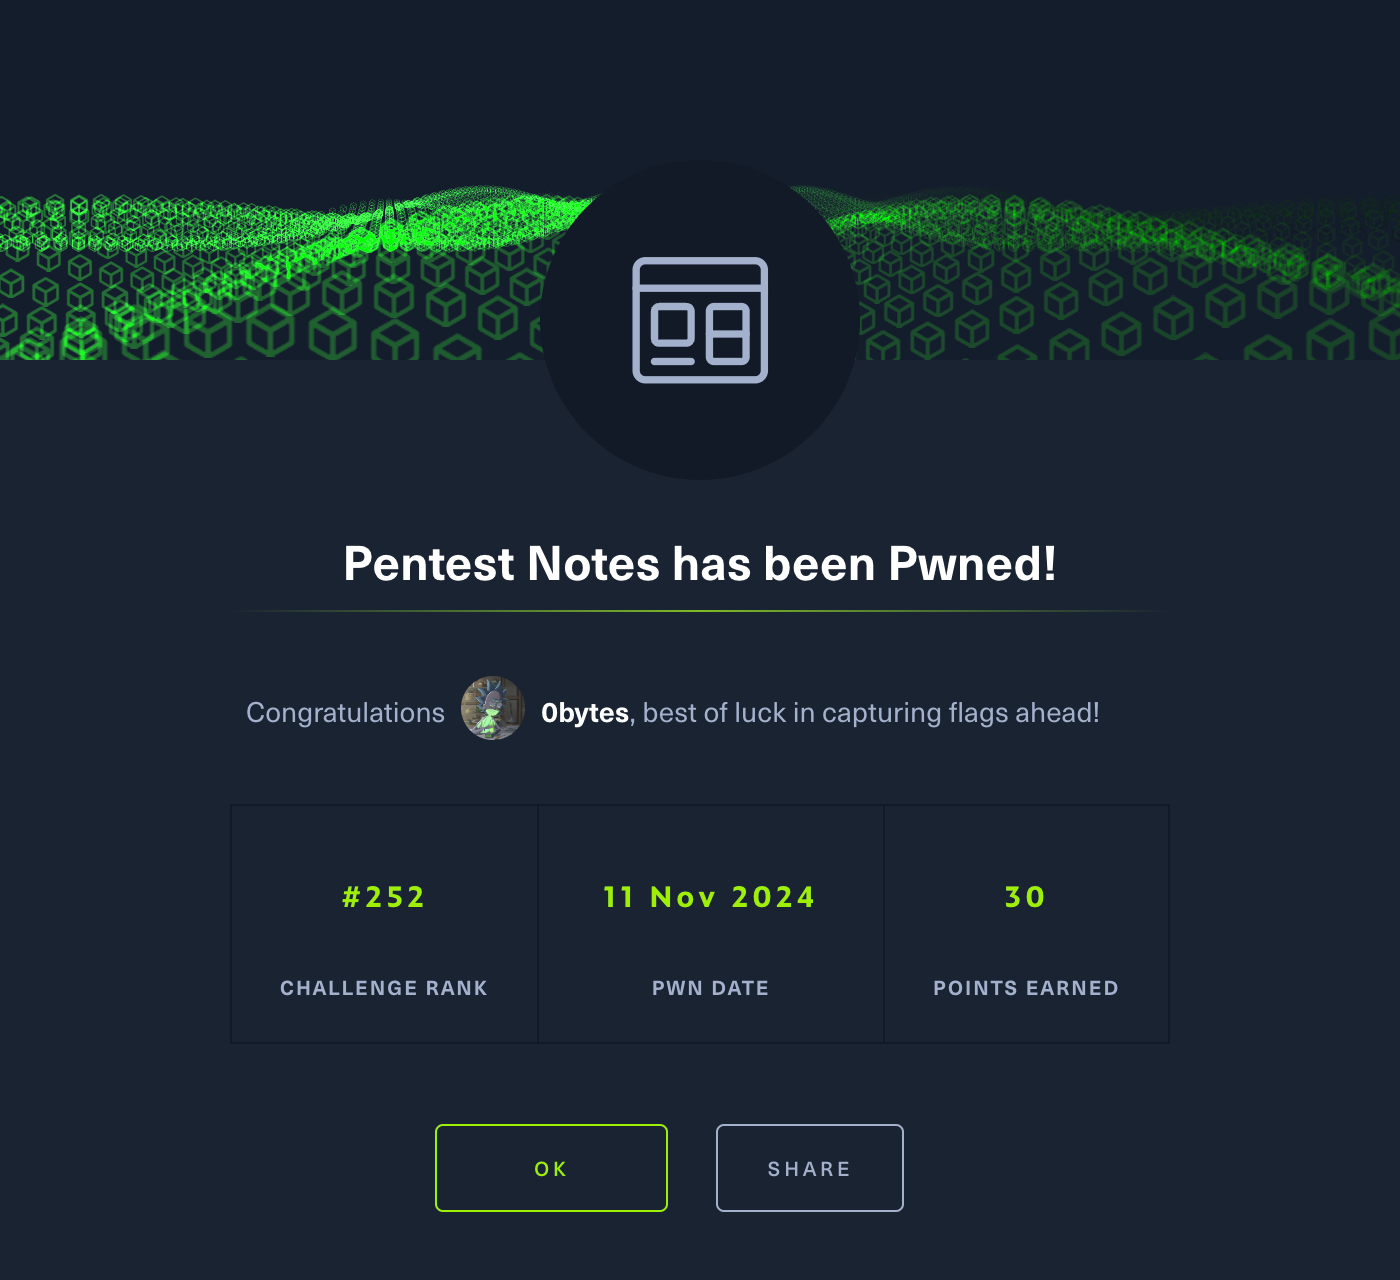 Pentest Notes has been Pwned!
Congratulations 0bytes, best of luck in capturing flags ahead!
#252
11 Nov 2024
30
CHALLENGE RANK
PWN DATE
POINTS EARNED
OK
SHARE